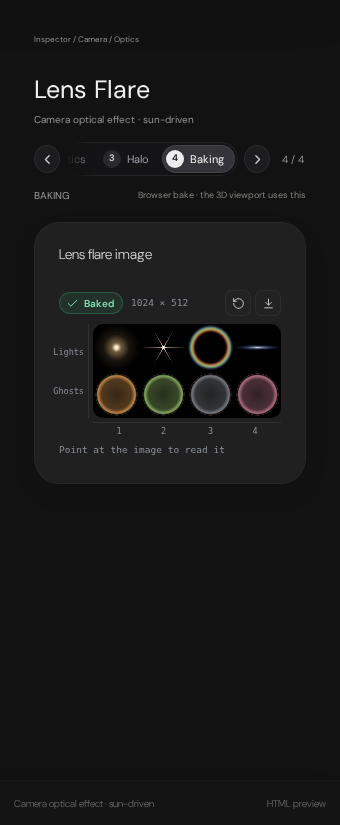 Inspector / Camera / Optics
Lens Flare
Camera optical effect · sun-driven
tics 3 Halo 4 Baking 4 / 4
BAKING Browser bake · the 3D viewport uses this
Lens flare image
Baked 1024 × 512
Lights
Ghosts
1 2 3 4
Point at the image to read it
Camera optical effect · sun-driven HTML preview